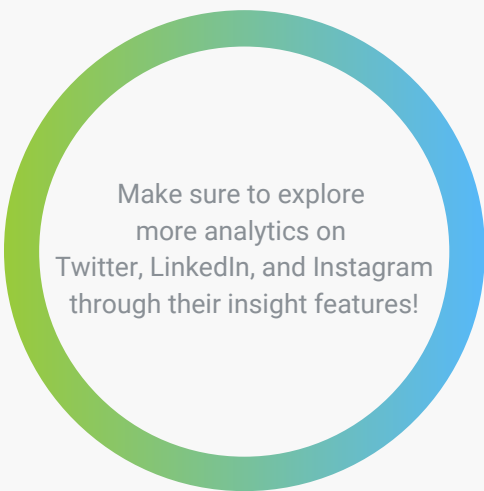 Make sure to explore
more analytics on
Twitter, LinkedIn, and Instagram
through their insight features!